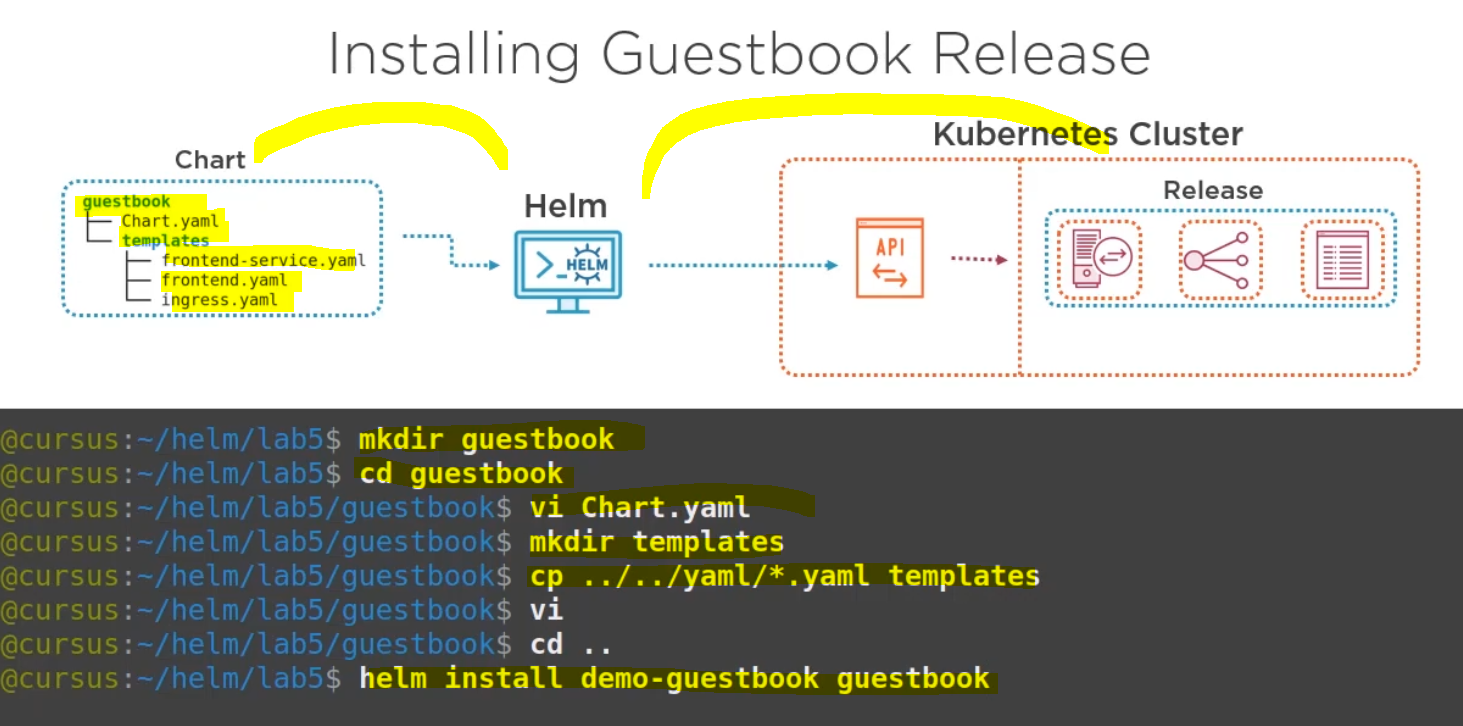 Installing Guestbook Release
Kubernetes Cluster
Chart
Release
guestbook
Chart.yaml
templates
frontend-service.yaml
frontend.yaml
ingress.yaml
Helm
>_HELM
API
@cursus:~/helm/lab5$ mkdir guestbook
@cursus:~/helm/lab5$ cd guestbook
@cursus:~/helm/lab5/guestbook$ vi Chart.yaml
@cursus:~/helm/lab5/guestbook$ mkdir templates
@cursus:~/helm/lab5/guestbook$ cp ../../yaml/*.yaml templates
@cursus:~/helm/lab5/guestbook$ vi
@cursus:~/helm/lab5/guestbook$ cd ..
@cursus:~/helm/lab5$ helm install demo-guestbook guestbook